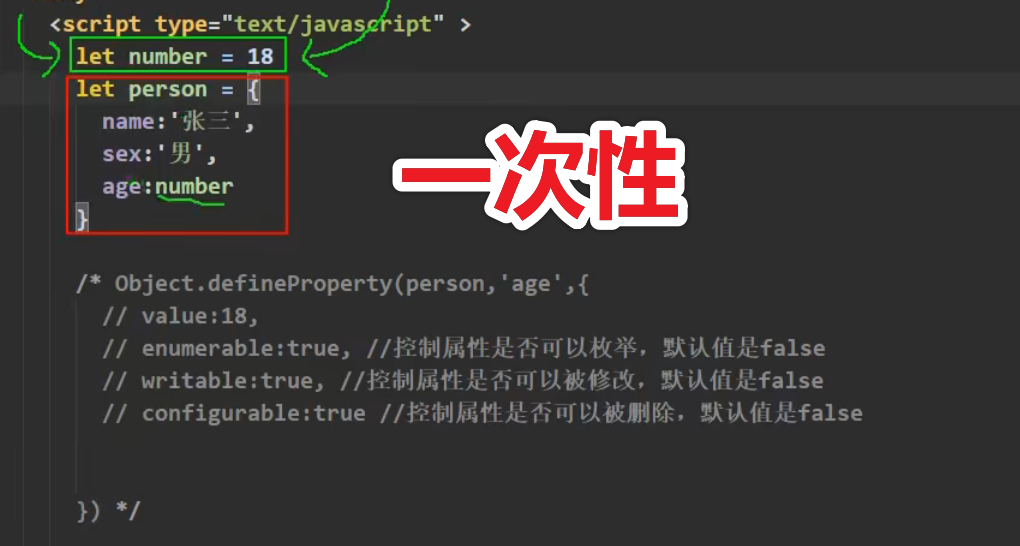 <script type="text/javascript" >
let number = 18
let person = {
name:'张三',
sex:'男',
age:number
}
一次性
/* Object.defineProperty(person,'age',{
// value:18,
// enumerable:true, //控制属性是否可以枚举，默认值是false
// writable:true, //控制属性是否可以被修改，默认值是false
// configurable:true //控制属性是否可以被删除，默认值是false
}) */